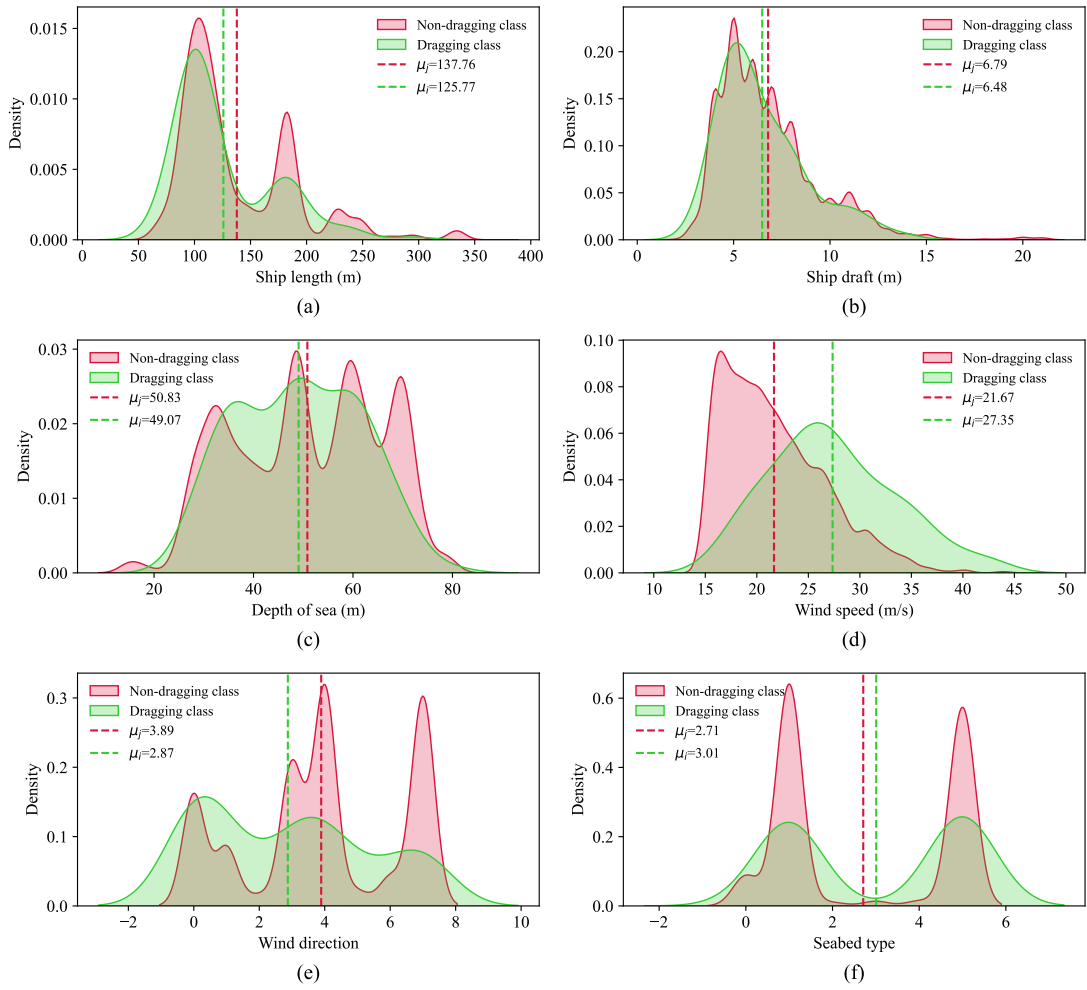 Non-dragging class
Dragging class
μj=137.76
μi=125.77
0.015
0.010
0.005
0.000
Density
0 50 100 150 200 250 300 350 400
Ship length (m)
(a)
Non-dragging class
Dragging class
μj=6.79
μi=6.48
0.20
0.15
0.10
0.05
0.00
Density
0 5 10 15 20
Ship draft (m)
(b)
Non-dragging class
Dragging class
μj=50.83
μi=49.07
0.03
0.02
0.01
0.00
Density
20 40 60 80
Depth of sea (m)
(c)
Non-dragging class
Dragging class
μj=21.67
μi=27.35
0.10
0.08
0.06
0.04
0.02
0.00
Density
10 15 20 25 30 35 40 45 50
Wind speed (m/s)
(d)
Non-dragging class
Dragging class
μj=3.89
μi=2.87
0.3
0.2
0.1
0.0
Density
−2 0 2 4 6 8 10
Wind direction
(e)
Non-dragging class
Dragging class
μj=2.71
μi=3.01
0.6
0.4
0.2
0.0
Density
−2 0 2 4 6
Seabed type
(f)